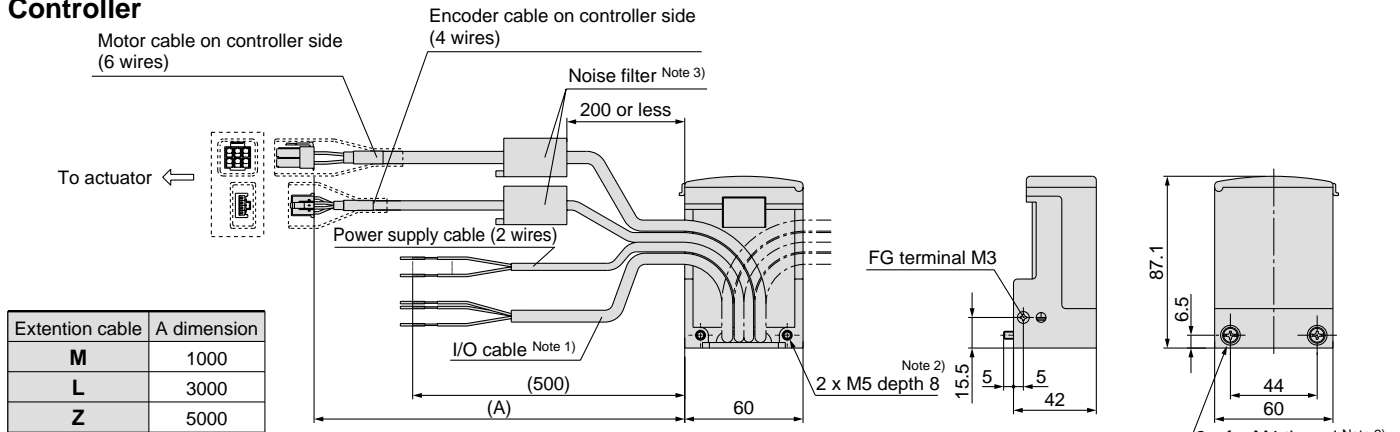 Controller
Encoder cable on controller side
(4 wires)
Motor cable on controller side
(6 wires)
Noise filter Note 3)
200 or less
To actuator
Power supply cable (2 wires)
FG terminal M3
87.1
6.5
Extention cable A dimension
M 1000
L 3000
Z 5000
I/O cable Note 1)
Note 2)
2 x M5 depth 8
(500)
(A)
60
15.5
5
5
42
44
60